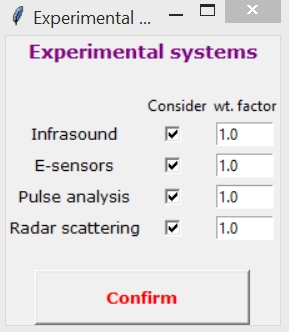 Experimental ...
Experimental systems
Consider wt. factor
Infrasound 1.0
E-sensors 1.0
Pulse analysis 1.0
Radar scattering 1.0
Confirm